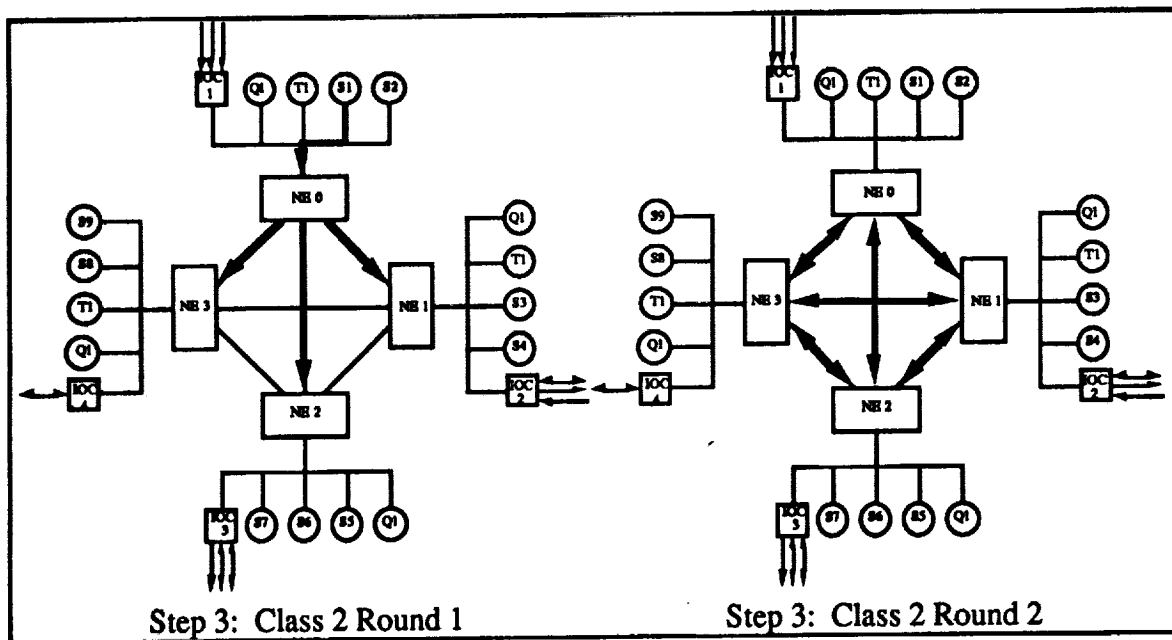 IOC 1
Q1 T1 S1 S2
NE 0
S9
S8
T1
Q1
IOC 4
NE 3
NE 1
Q1
T1
S3
S4
IOC 2
NE 2
IOC 3
S7 S6 S5 Q1
Step 3: Class 2 Round 1
IOC 1
Q1 T1 S1 S2
NE 0
S9
S8
T1
Q1
IOC 4
NE 3
NE 1
Q1
T1
S3
S4
IOC 2
NE 2
IOC 3
S7 S6 S5 Q1
Step 3: Class 2 Round 2